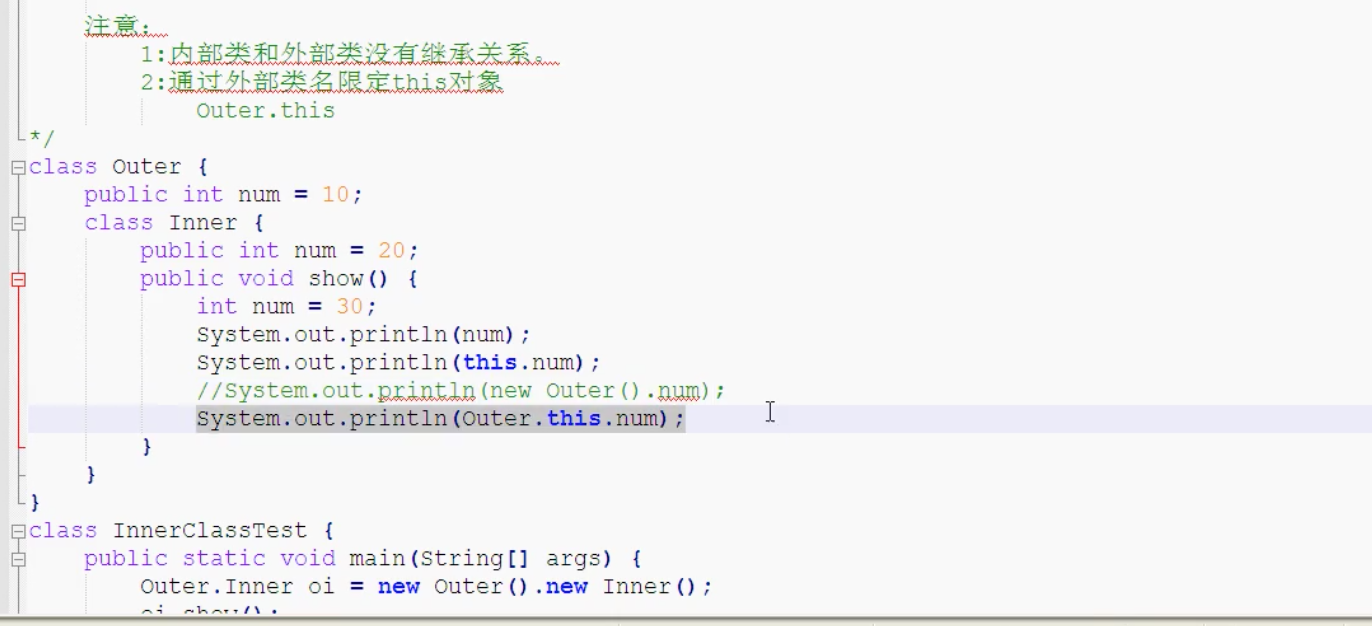 注意：
1:内部类和外部类没有继承关系。
2:通过外部类名限定this对象
Outer.this
*/
class Outer {
public int num = 10;
class Inner {
public int num = 20;
public void show() {
int num = 30;
System.out.println(num);
System.out.println(this.num);
//System.out.println(new Outer().num);
System.out.println(Outer.this.num);
}
}
}
class InnerClassTest {
public static void main(String[] args) {
Outer.Inner oi = new Outer().new Inner();
oi.show();